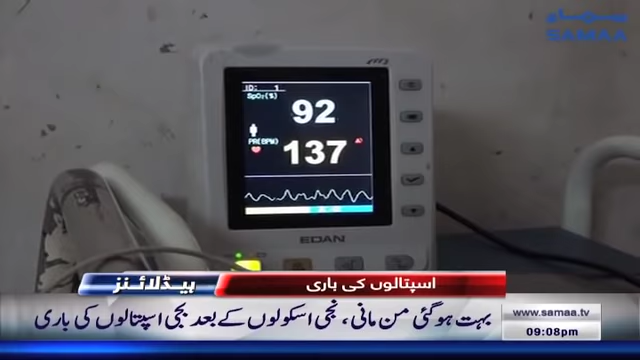 سماء
SAMAA
ID: 1
SpO2(%)
92
PR(BPM)
137
EDAN
اسپتالوں کی باری
ہیڈلائنز
بہت ہوگئی من مانی، نجی اسکولوں کے بعد نجی اسپتالوں کی باری
www.samaa.tv
09:08pm